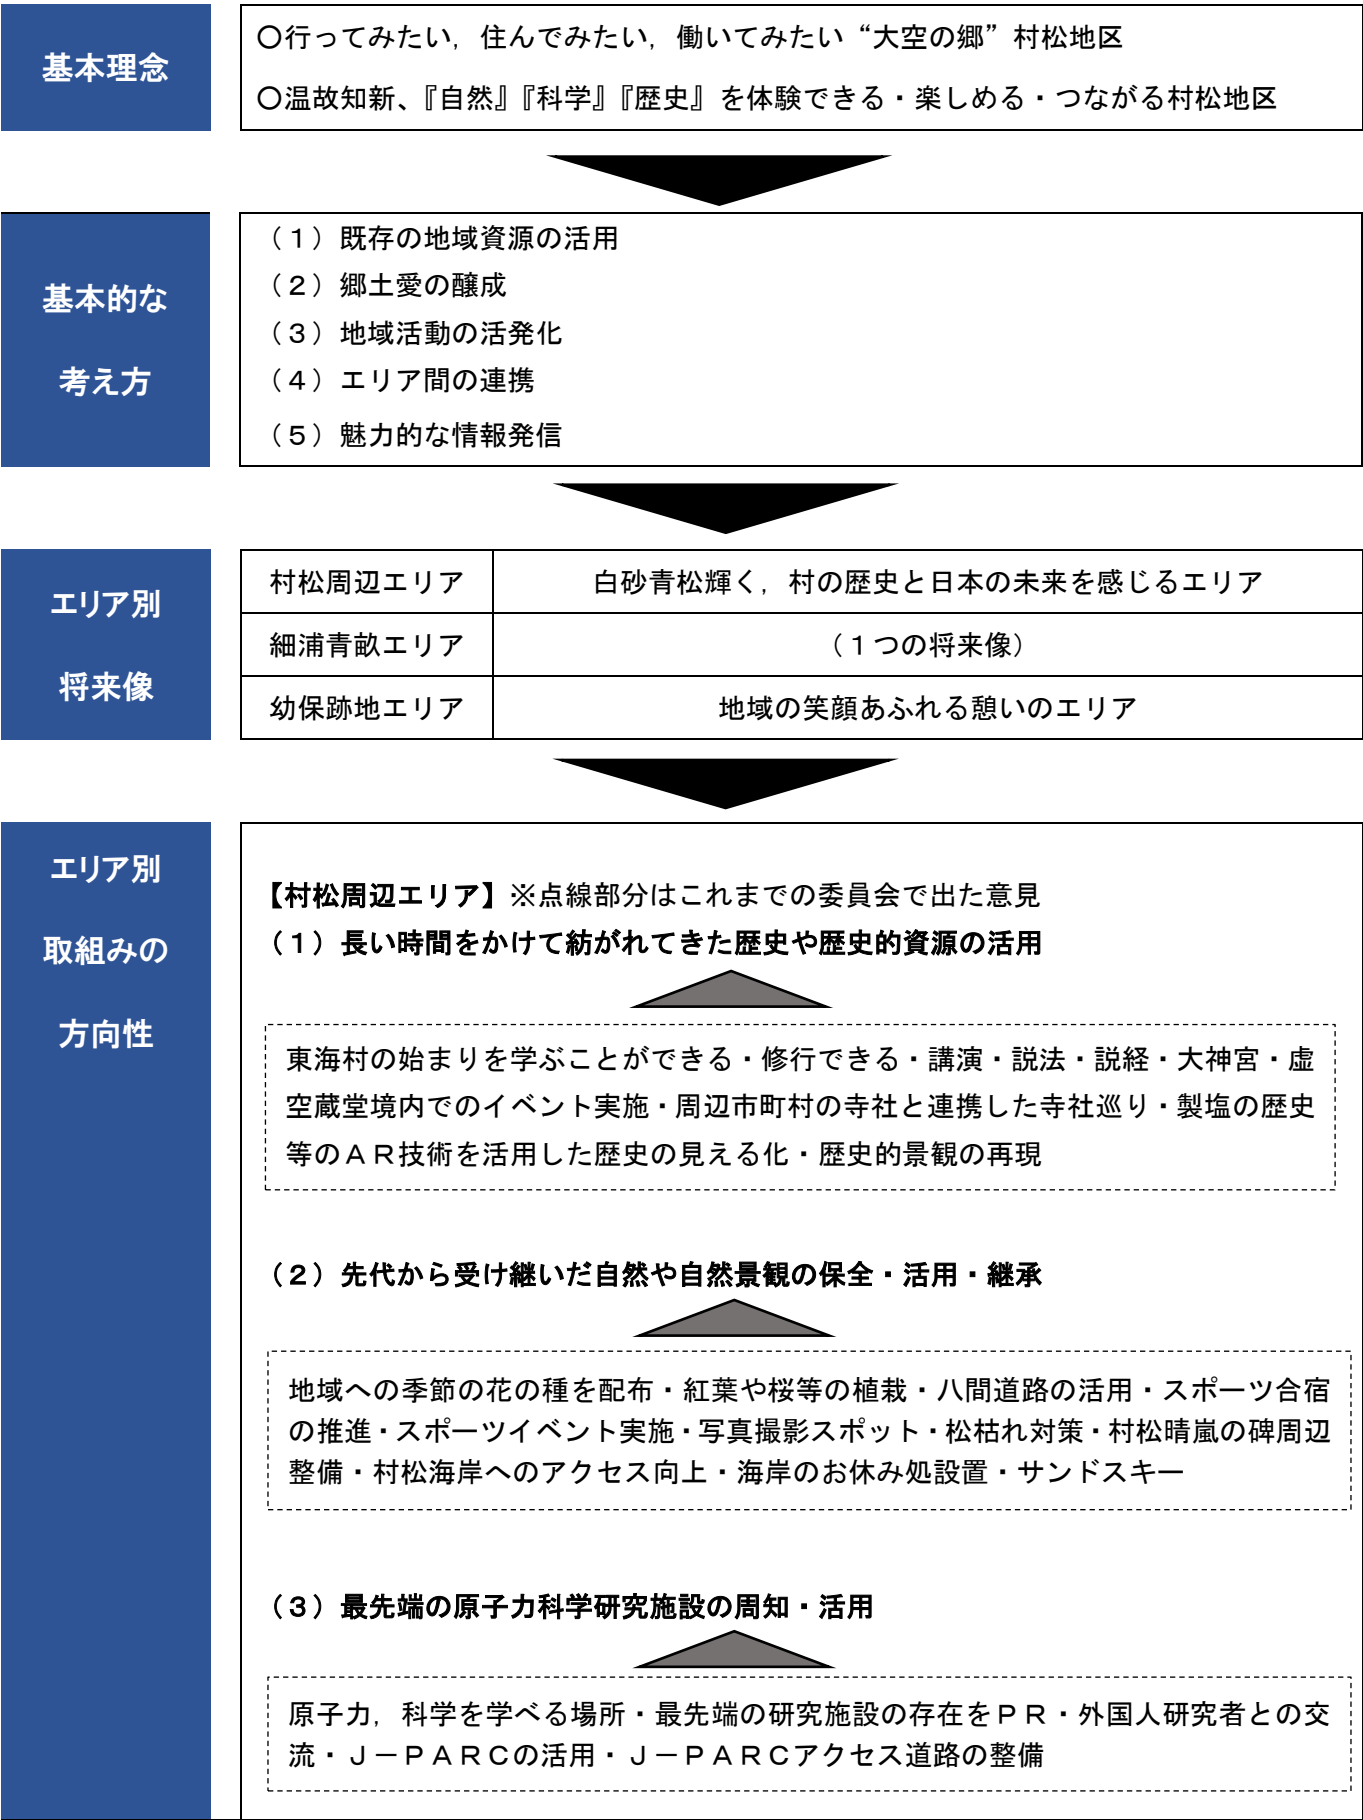 基本理念
〇行ってみたい，住んでみたい，働いてみたい“大空の郷”村松地区
〇温故知新、『自然』『科学』『歴史』を体験できる・楽しめる・つながる村松地区
基本的な
考え方
（１）既存の地域資源の活用
（２）郷土愛の醸成
（３）地域活動の活発化
（４）エリア間の連携
（５）魅力的な情報発信
エリア別
将来像
村松周辺エリア 白砂青松輝く，村の歴史と日本の未来を感じるエリア
細浦青畝エリア （１つの将来像）
幼保跡地エリア 地域の笑顔あふれる憩いのエリア
エリア別
取組みの
方向性
【村松周辺エリア】※点線部分はこれまでの委員会で出た意見
（１）長い時間をかけて紡がれてきた歴史や歴史的資源の活用
東海村の始まりを学ぶことができる・修行できる・講演・説法・説経・大神宮・虚
空蔵堂境内でのイベント実施・周辺市町村の寺社と連携した寺社巡り・製塩の歴史
等のＡＲ技術を活用した歴史の見える化・歴史的景観の再現
（２）先代から受け継いだ自然や自然景観の保全・活用・継承
地域への季節の花の種を配布・紅葉や桜等の植栽・八間道路の活用・スポーツ合宿
の推進・スポーツイベント実施・写真撮影スポット・松枯れ対策・村松晴嵐の碑周辺
整備・村松海岸へのアクセス向上・海岸のお休み処設置・サンドスキー
（３）最先端の原子力科学研究施設の周知・活用
原子力，科学を学べる場所・最先端の研究施設の存在をＰＲ・外国人研究者との交
流・Ｊ－ＰＡＲＣの活用・Ｊ－ＰＡＲＣアクセス道路の整備